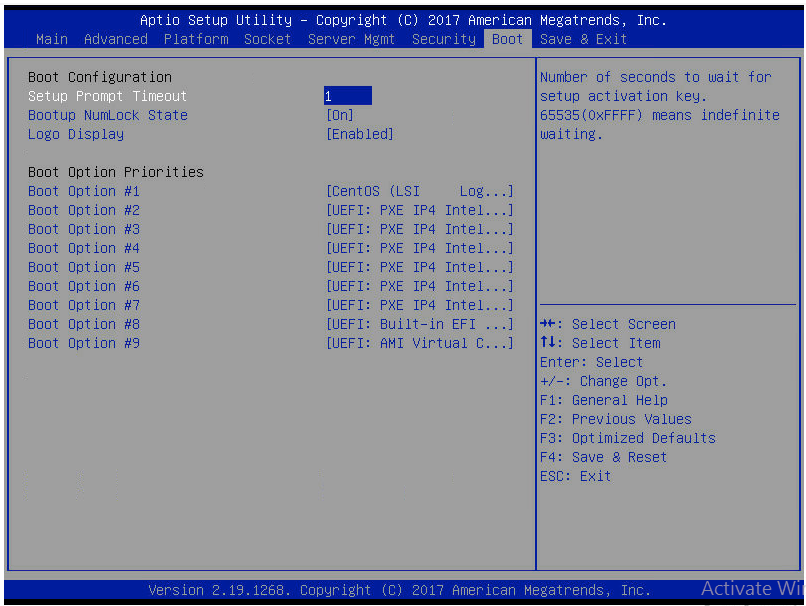 Aptio Setup Utility – Copyright (C) 2017 American Megatrends, Inc.
Main Advanced Platform Socket Server Mgmt Security Boot Save & Exit
Boot Configuration
Setup Prompt Timeout 1
Bootup NumLock State [On]
Logo Display [Enabled]
Boot Option Priorities
Boot Option #1 [CentOS (LSI Log...]
Boot Option #2 [UEFI: PXE IP4 Intel...]
Boot Option #3 [UEFI: PXE IP4 Intel...]
Boot Option #4 [UEFI: PXE IP4 Intel...]
Boot Option #5 [UEFI: PXE IP4 Intel...]
Boot Option #6 [UEFI: PXE IP4 Intel...]
Boot Option #7 [UEFI: PXE IP4 Intel...]
Boot Option #8 [UEFI: Built-in EFI ...]
Boot Option #9 [UEFI: AMI Virtual C...]
Number of seconds to wait for
setup activation key.
65535(0xFFFF) means indefinite
waiting.
→←: Select Screen
↑↓: Select Item
Enter: Select
+/-: Change Opt.
F1: General Help
F2: Previous Values
F3: Optimized Defaults
F4: Save & Reset
ESC: Exit
Version 2.19.1268. Copyright (C) 2017 American Megatrends, Inc.
Activate Wi